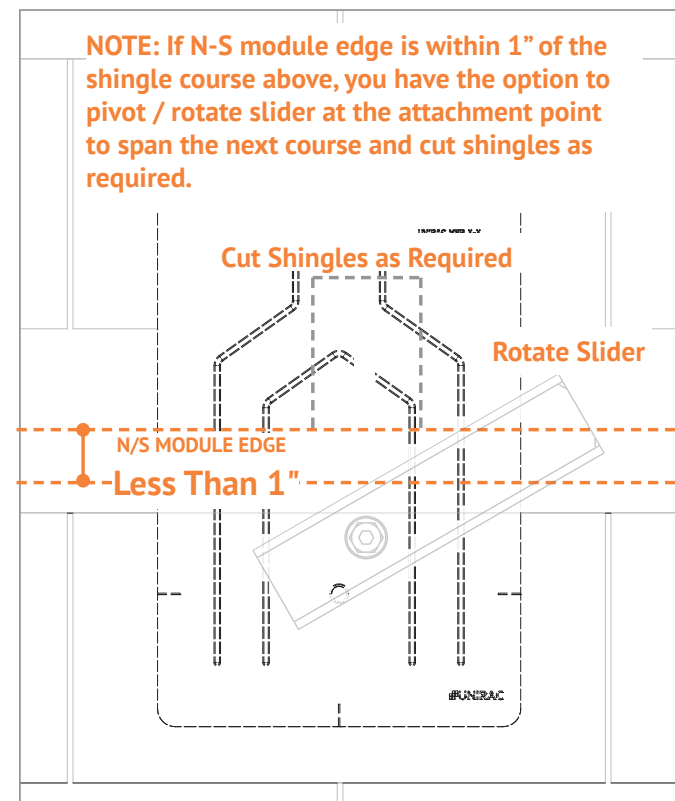 NOTE: If N-S module edge is within 1” of the
shingle course above, you have the option to
pivot / rotate slider at the attachment point
to span the next course and cut shingles as
required.
Cut Shingles as Required
Rotate Slider
N/S MODULE EDGE
Less Than 1"
UNIRAC